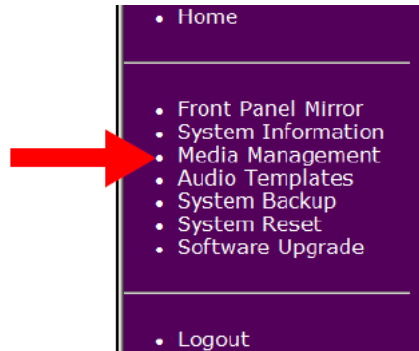 Home
Front Panel Mirror
System Information
Media Management
Audio Templates
System Backup
System Reset
Software Upgrade
Logout